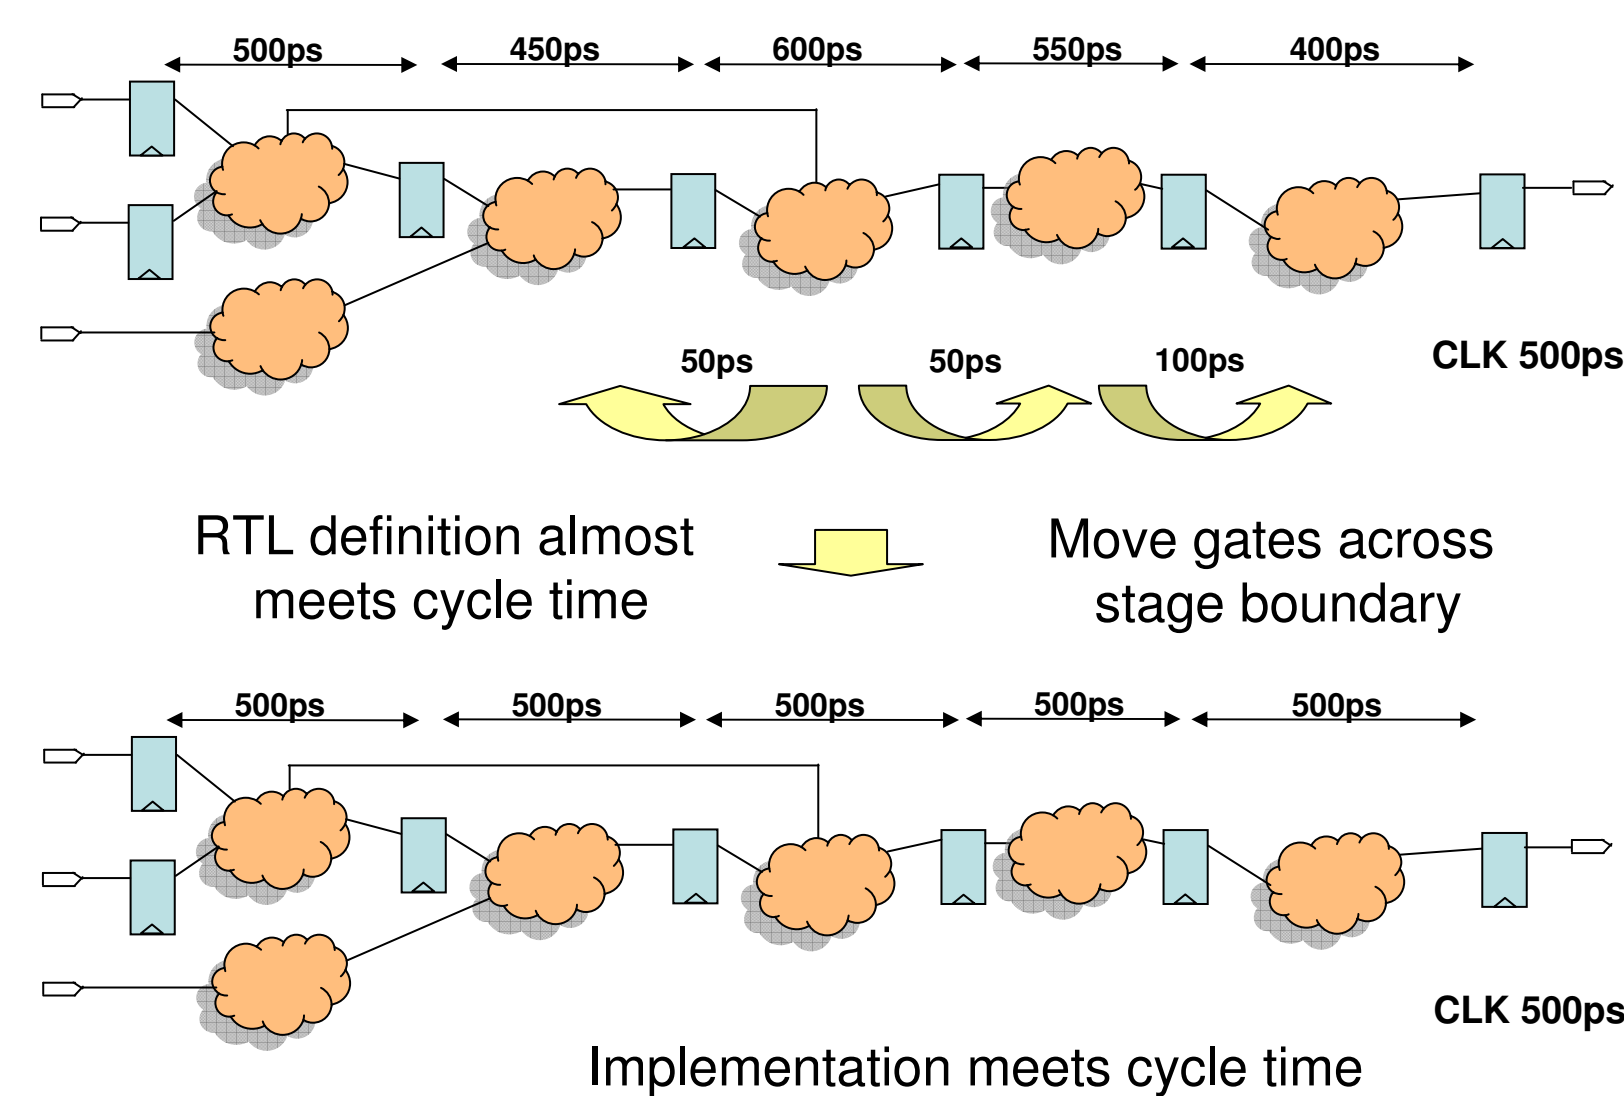 500ps 450ps 600ps 550ps 400ps
50ps 50ps 100ps
CLK 500ps
RTL definition almost
meets cycle time
Move gates across
stage boundary
500ps 500ps 500ps 500ps 500ps
CLK 500ps
Implementation meets cycle time